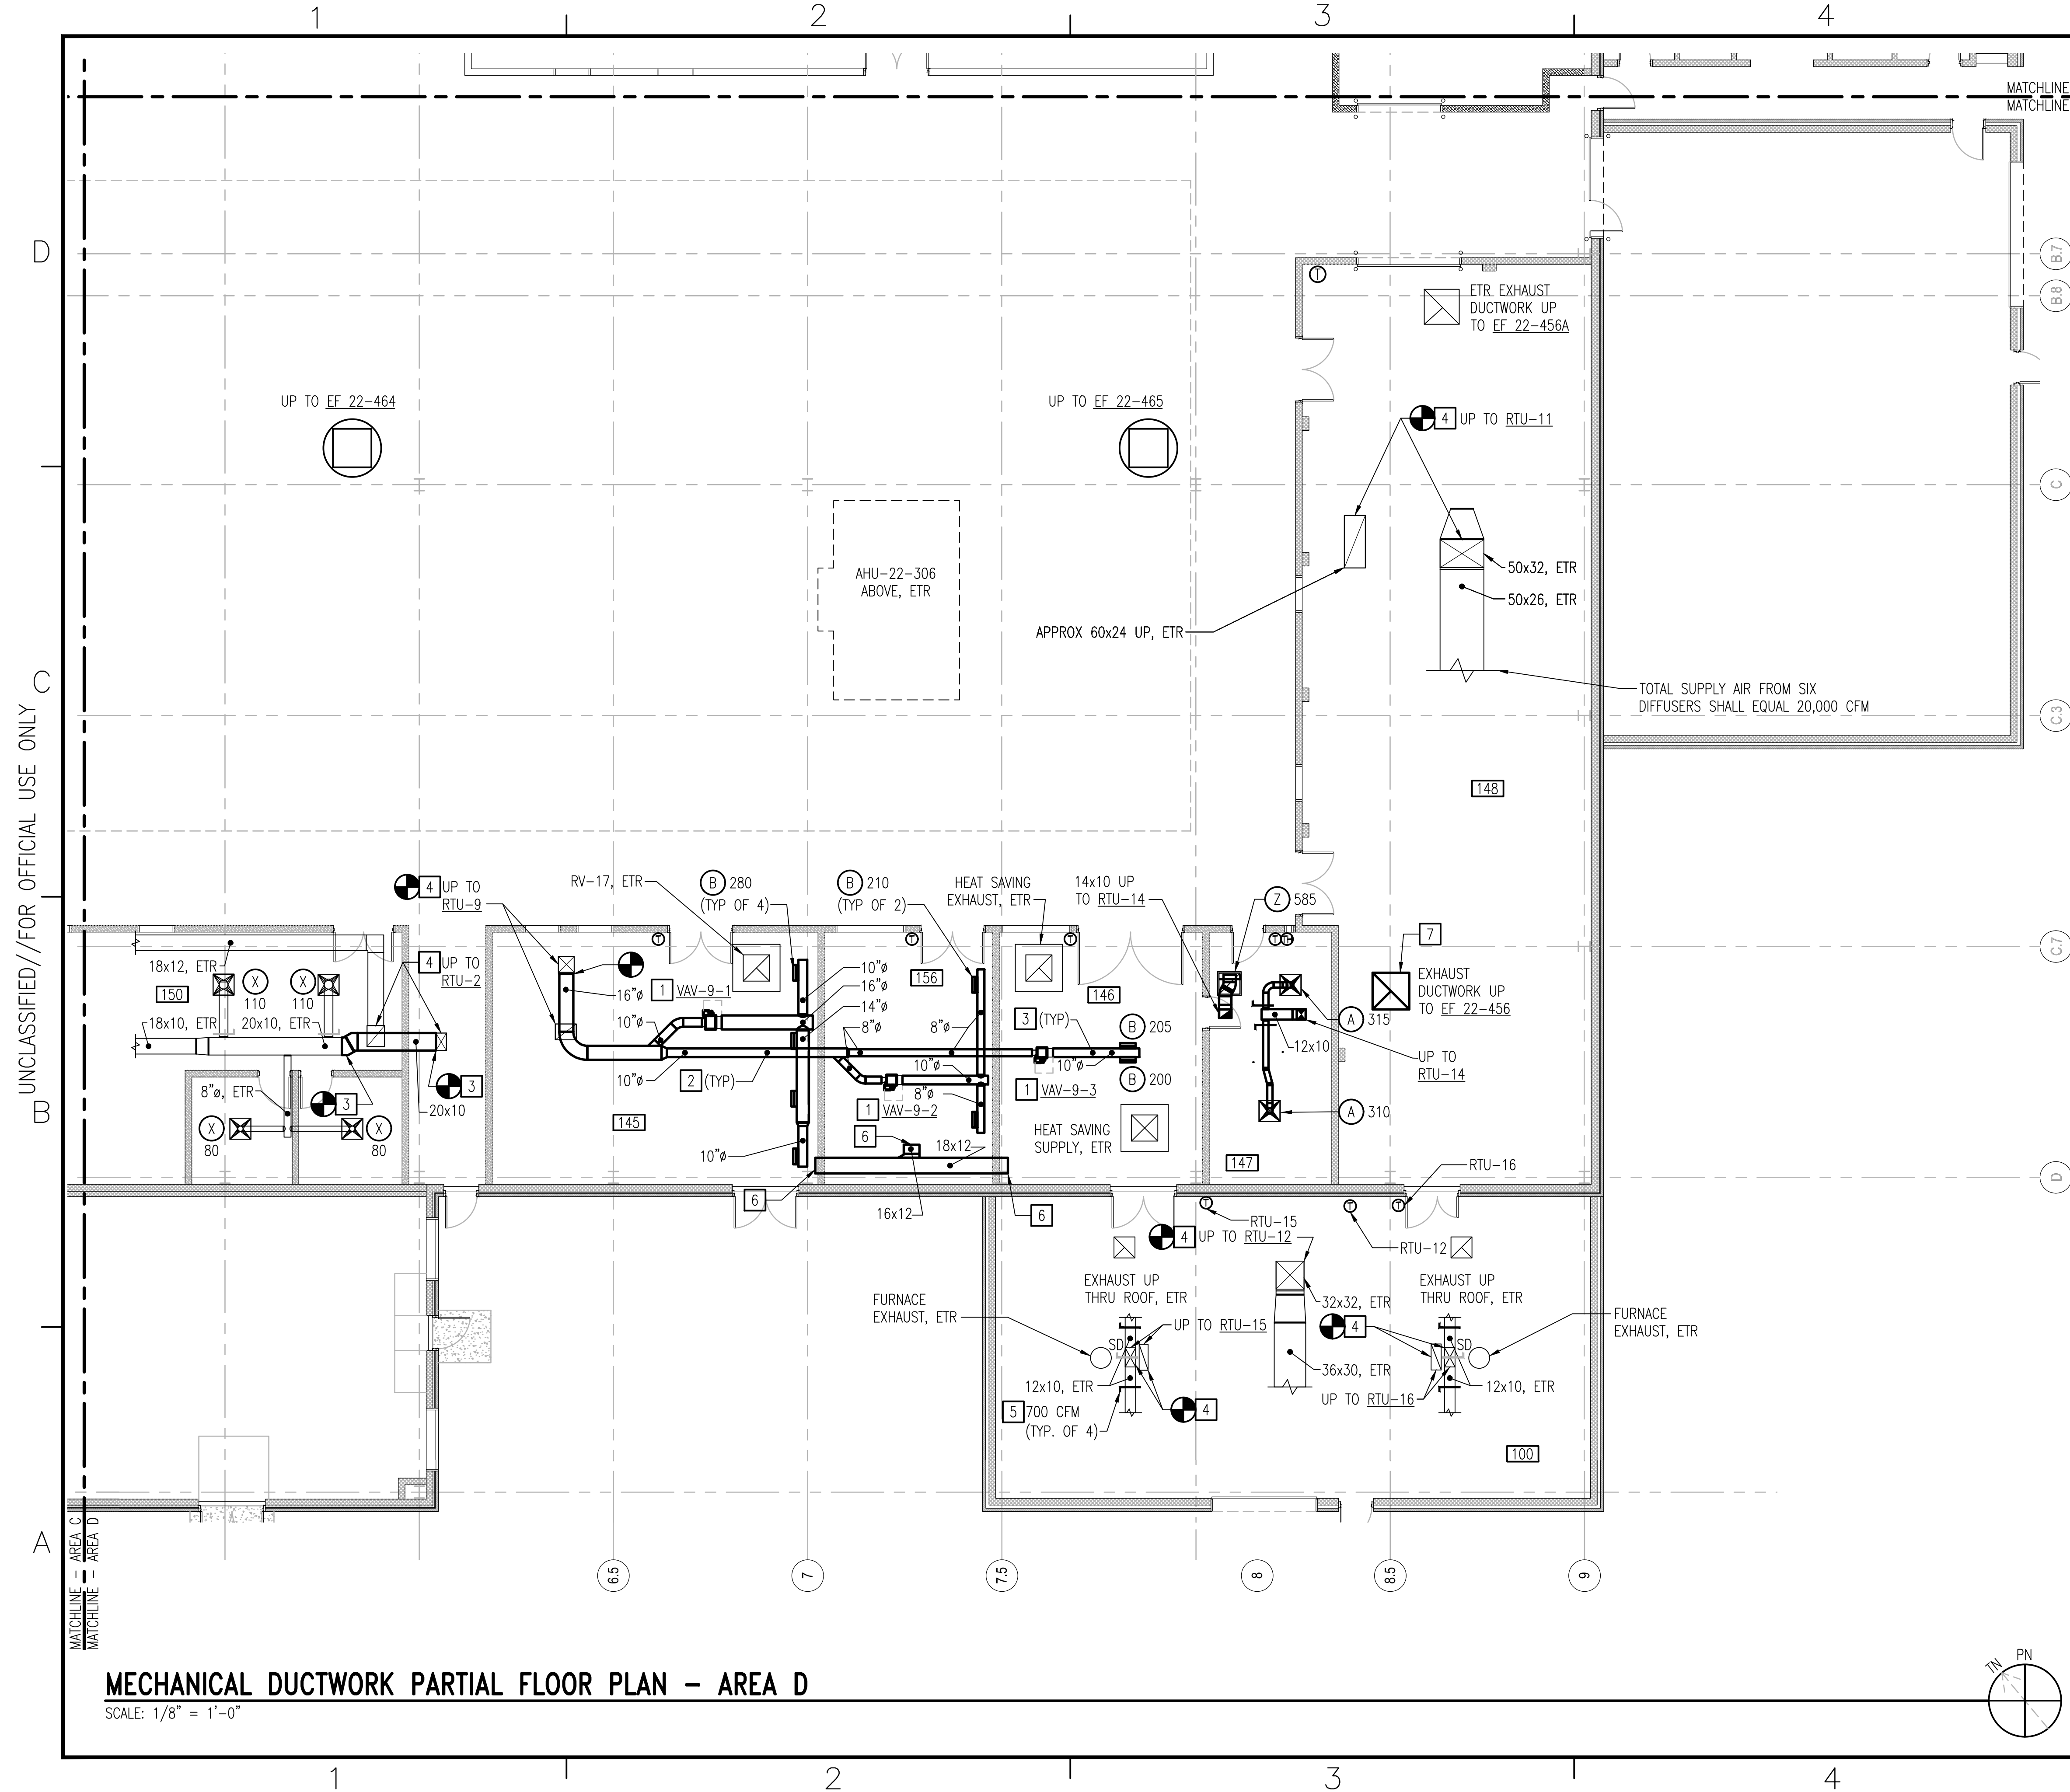 1
2
3
4
MATCHLINE
MATCHLINE
D
B.7
B.8
ETR EXHAUST
DUCTWORK UP
TO EF 22-456A
T
UP TO EF 22-464
UP TO EF 22-465
4 UP TO RTU-11
C
AHU-22-306
ABOVE, ETR
50x32, ETR
50x26, ETR
APPROX 60x24 UP, ETR
C
TOTAL SUPPLY AIR FROM SIX
DIFFUSERS SHALL EQUAL 20,000 CFM
C.3
UNCLASSIFIED//FOR OFFICIAL USE ONLY
148
4 UP TO
RTU-9
RV-17, ETR
B 280
(TYP OF 4)
B 210
(TYP OF 2)
HEAT SAVING
EXHAUST, ETR
14x10 UP
TO RTU-14
Z 585
7
C.7
T
T
T
T T
18x12, ETR
4 UP TO
RTU-2
150
X
110
X
110
16"ø
1 VAV-9-1
10"ø
16"ø
14"ø
156
146
EXHAUST
DUCTWORK UP
TO EF 22-456
18x10, ETR
20x10, ETR
10"ø
8"ø
8"ø
3 (TYP)
B 205
A 315
12x10
UP TO
RTU-14
10"ø
2 (TYP)
10"ø
10"ø
8"ø
1 VAV-9-3
B 200
8"ø, ETR
3
3
20x10
B
145
1 VAV-9-2
A 310
X
80
X
80
6
18x12
HEAT SAVING
SUPPLY, ETR
10"ø
147
RTU-16
D
6
16x12
6
T
T
T
RTU-15
4 UP TO RTU-12
RTU-12
EXHAUST UP
THRU ROOF, ETR
EXHAUST UP
THRU ROOF, ETR
FURNACE
EXHAUST, ETR
32x32, ETR
FURNACE
EXHAUST, ETR
UP TO RTU-15
4
SD
SD
36x30, ETR
12x10, ETR
12x10, ETR
UP TO RTU-16
5 700 CFM
(TYP. OF 4)
4
100
A
MATCHLINE - AREA C
MATCHLINE - AREA D
6.5
7
7.5
8
8.5
9
MECHANICAL DUCTWORK PARTIAL FLOOR PLAN - AREA D
SCALE: 1/8" = 1'-0"
TN
PN
1
2
3
4